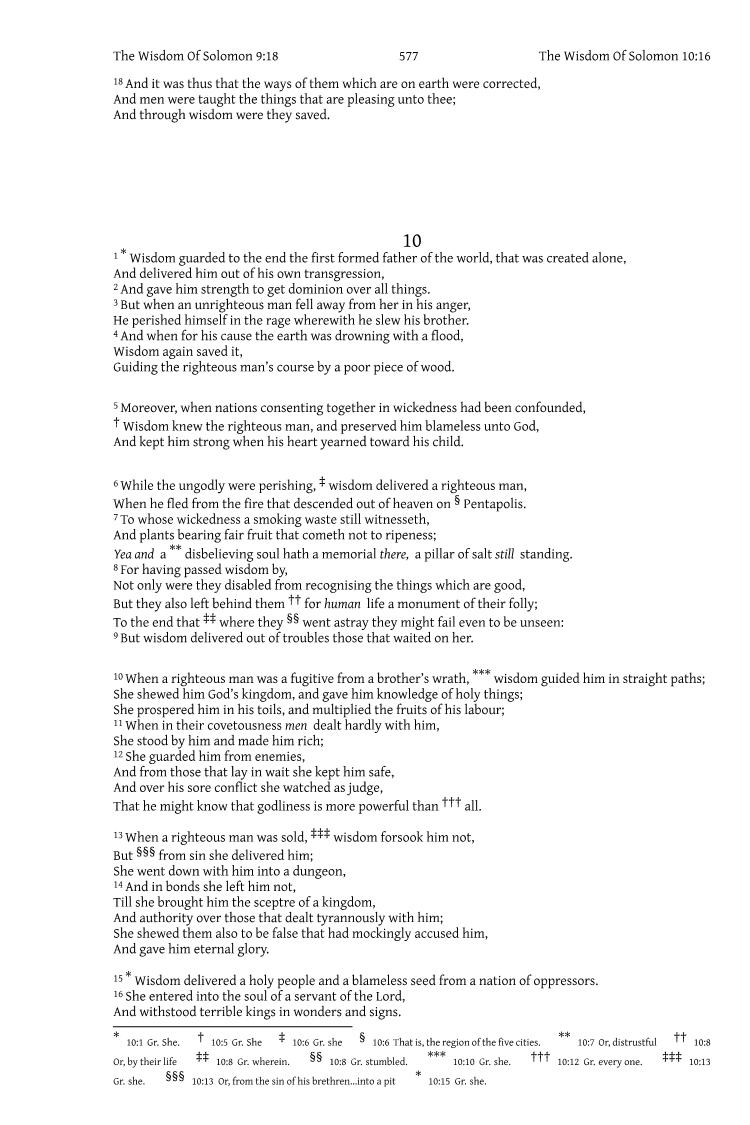 The Wisdom Of Solomon 9:18 577 The Wisdom Of Solomon 10:16
18 And it was thus that the ways of them which are on earth were corrected,
And men were taught the things that are pleasing unto thee;
And through wisdom were they saved.
10
1 * Wisdom guarded to the end the first formed father of the world, that was created alone,
And delivered him out of his own transgression,
2 And gave him strength to get dominion over all things.
3 But when an unrighteous man fell away from her in his anger,
He perished himself in the rage wherewith he slew his brother.
4 And when for his cause the earth was drowning with a flood,
Wisdom again saved it,
Guiding the righteous man’s course by a poor piece of wood.
5 Moreover, when nations consenting together in wickedness had been confounded,
† Wisdom knew the righteous man, and preserved him blameless unto God,
And kept him strong when his heart yearned toward his child.
6 While the ungodly were perishing, ‡ wisdom delivered a righteous man,
When he fled from the fire that descended out of heaven on § Pentapolis.
7 To whose wickedness a smoking waste still witnesseth,
And plants bearing fair fruit that cometh not to ripeness;
Yea and a ** disbelieving soul hath a memorial there, a pillar of salt still standing.
8 For having passed wisdom by,
Not only were they disabled from recognising the things which are good,
But they also left behind them †† for human life a monument of their folly;
To the end that ‡‡ where they §§ went astray they might fail even to be unseen:
9 But wisdom delivered out of troubles those that waited on her.
10 When a righteous man was a fugitive from a brother’s wrath, *** wisdom guided him in straight paths;
She shewed him God’s kingdom, and gave him knowledge of holy things;
She prospered him in his toils, and multiplied the fruits of his labour;
11 When in their covetousness men dealt hardly with him,
She stood by him and made him rich;
12 She guarded him from enemies,
And from those that lay in wait she kept him safe,
And over his sore conflict she watched as judge,
That he might know that godliness is more powerful than ††† all.
13 When a righteous man was sold, ‡‡‡ wisdom forsook him not,
But §§§ from sin she delivered him;
She went down with him into a dungeon,
14 And in bonds she left him not,
Till she brought him the sceptre of a kingdom,
And authority over those that dealt tyrannously with him;
She shewed them also to be false that had mockingly accused him,
And gave him eternal glory.
15 * Wisdom delivered a holy people and a blameless seed from a nation of oppressors.
16 She entered into the soul of a servant of the Lord,
And withstood terrible kings in wonders and signs.
* 10:1 Gr. She. † 10:5 Gr. She ‡ 10:6 Gr. she § 10:6 That is, the region of the five cities. ** 10:7 Or, distrustful †† 10:8
Or, by their life ‡‡ 10:8 Gr. wherein. §§ 10:8 Gr. stumbled. *** 10:10 Gr. she. ††† 10:12 Gr. every one. ‡‡‡ 10:13
Gr. she. §§§ 10:13 Or, from the sin of his brethren...into a pit * 10:15 Gr. she.